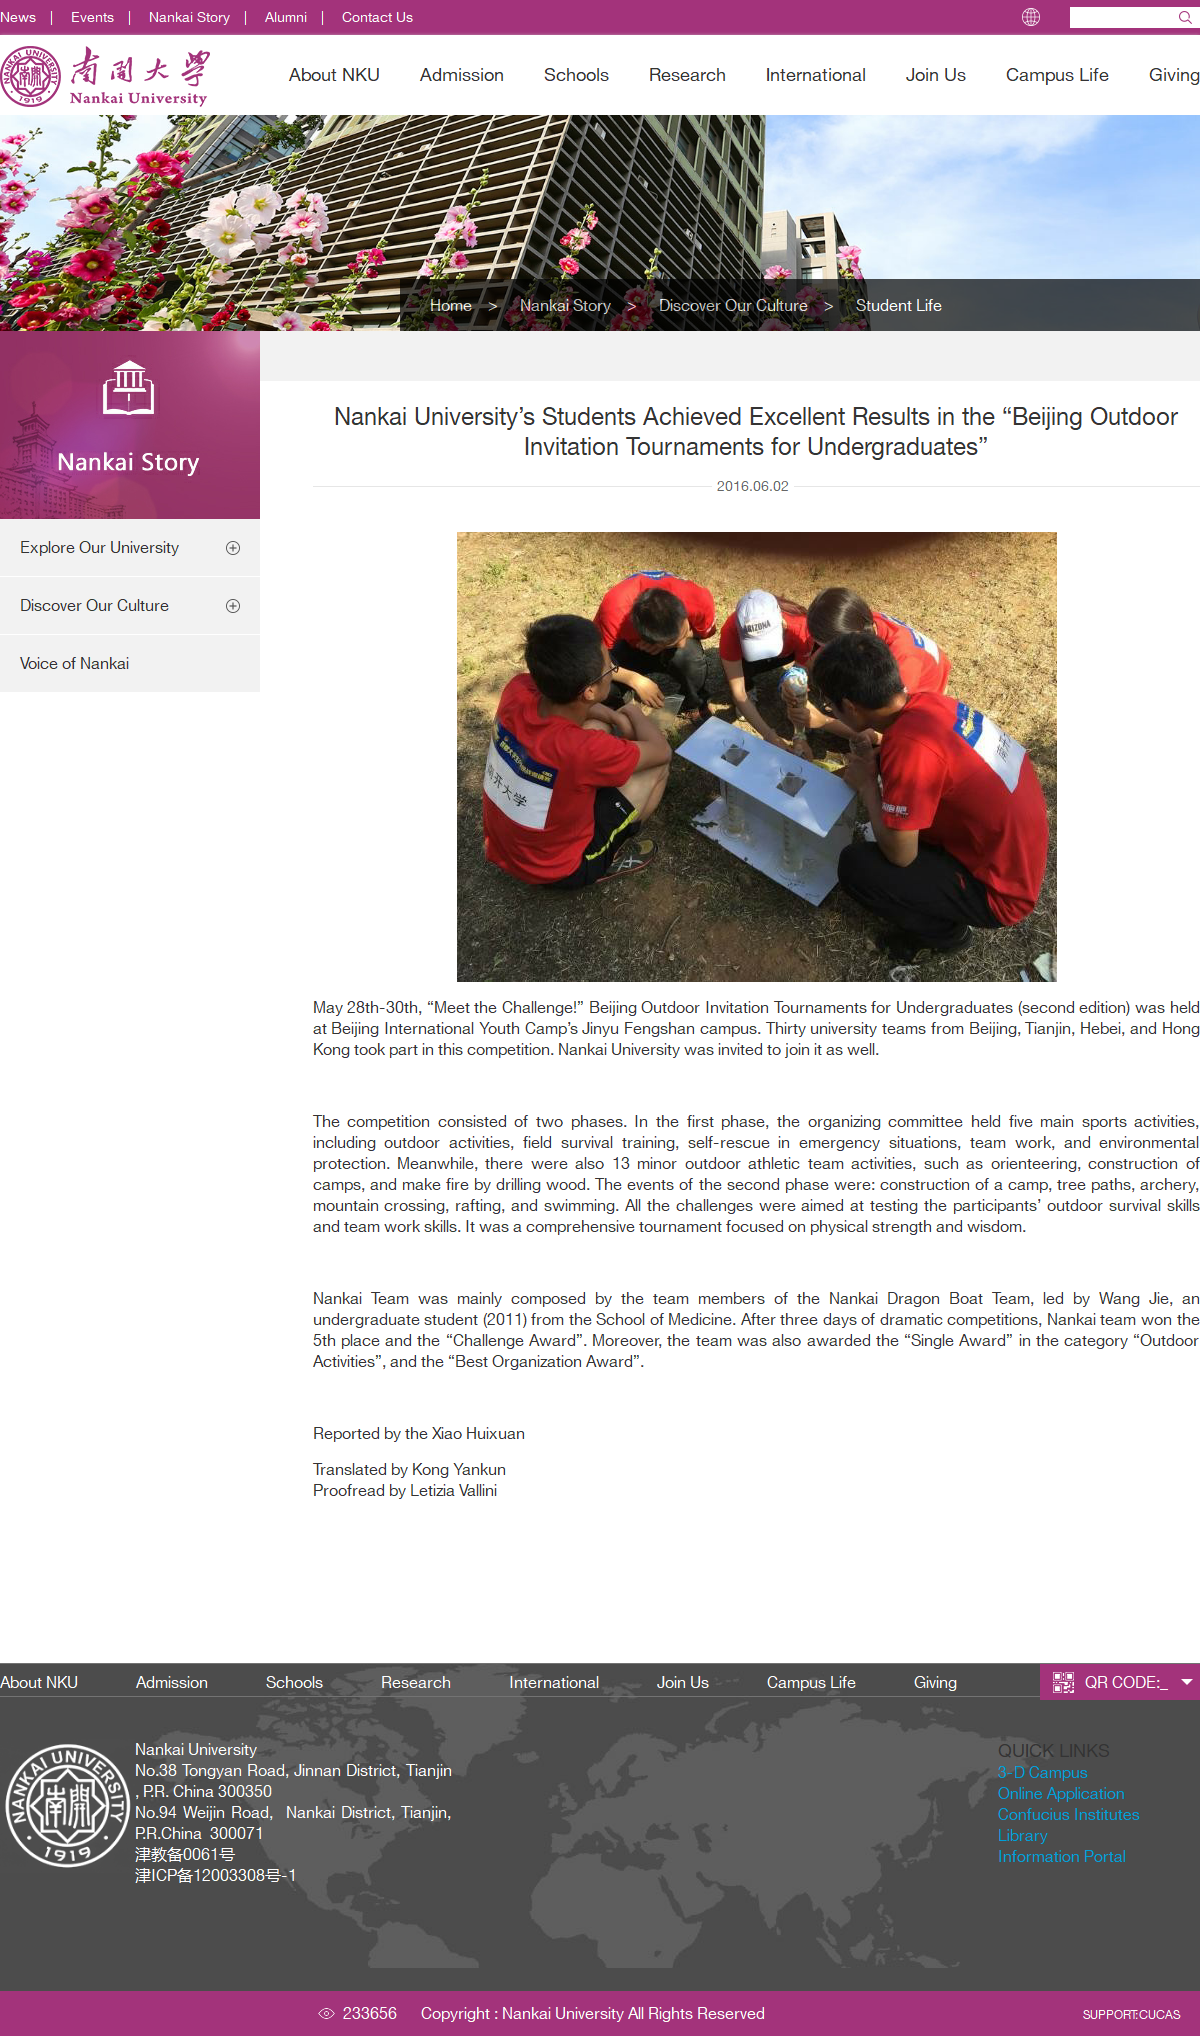 News | Events | Nankai Story | Alumni | Contact Us
NANKAI UNIVERSITY
1919
南開大學
Nankai University
About NKU Admission Schools Research International Join Us Campus Life Giving
Home > Nankai Story > Discover Our Culture > Student Life
Nankai Story
Explore Our University
Discover Our Culture
Voice of Nankai
Nankai University’s Students Achieved Excellent Results in the “Beijing Outdoor
Invitation Tournaments for Undergraduates”
2016.06.02
ARIZONA
南开大学
南开
May 28th-30th, “Meet the Challenge!” Beijing Outdoor Invitation Tournaments for Undergraduates (second edition) was held
at Beijing International Youth Camp’s Jinyu Fengshan campus. Thirty university teams from Beijing, Tianjin, Hebei, and Hong
Kong took part in this competition. Nankai University was invited to join it as well.
The competition consisted of two phases. In the first phase, the organizing committee held five main sports activities,
including outdoor activities, field survival training, self-rescue in emergency situations, team work, and environmental
protection. Meanwhile, there were also 13 minor outdoor athletic team activities, such as orienteering, construction of
camps, and make fire by drilling wood. The events of the second phase were: construction of a camp, tree paths, archery,
mountain crossing, rafting, and swimming. All the challenges were aimed at testing the participants’ outdoor survival skills
and team work skills. It was a comprehensive tournament focused on physical strength and wisdom.
Nankai Team was mainly composed by the team members of the Nankai Dragon Boat Team, led by Wang Jie, an
undergraduate student (2011) from the School of Medicine. After three days of dramatic competitions, Nankai team won the
5th place and the “Challenge Award”. Moreover, the team was also awarded the “Single Award” in the category “Outdoor
Activities”, and the “Best Organization Award”.
Reported by the Xiao Huixuan
Translated by Kong Yankun
Proofread by Letizia Vallini
About NKU Admission Schools Research International Join Us Campus Life Giving QR CODE:_
NANKAI UNIVERSITY
南開
1919
Nankai University
No.38 Tongyan Road, Jinnan District, Tianjin
, P.R. China 300350
No.94 Weijin Road, Nankai District, Tianjin,
P.R.China 300071
津教备0061号
津ICP备12003308号-1
QUICK LINKS
3-D Campus
Online Application
Confucius Institutes
Library
Information Portal
233656 Copyright : Nankai University All Rights Reserved
SUPPORT:CUCAS